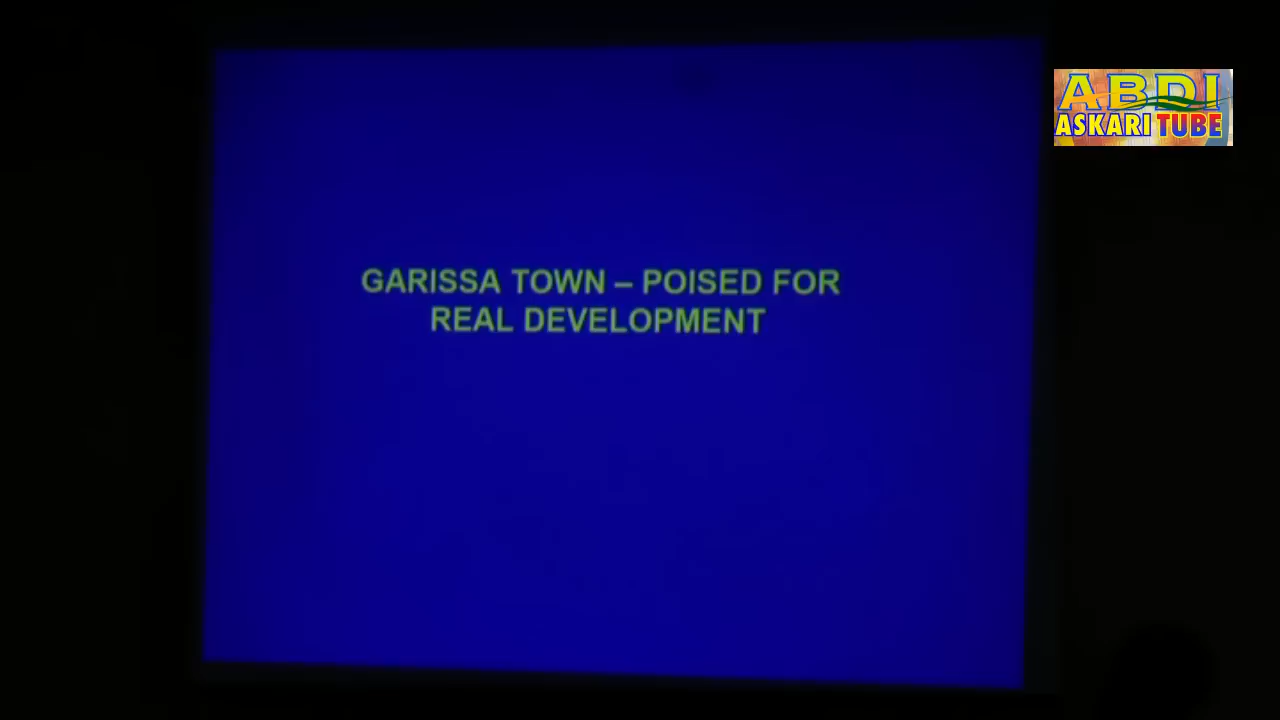 GARISSA TOWN – POISED FOR
REAL DEVELOPMENT
ABDI
ASKARI TUBE